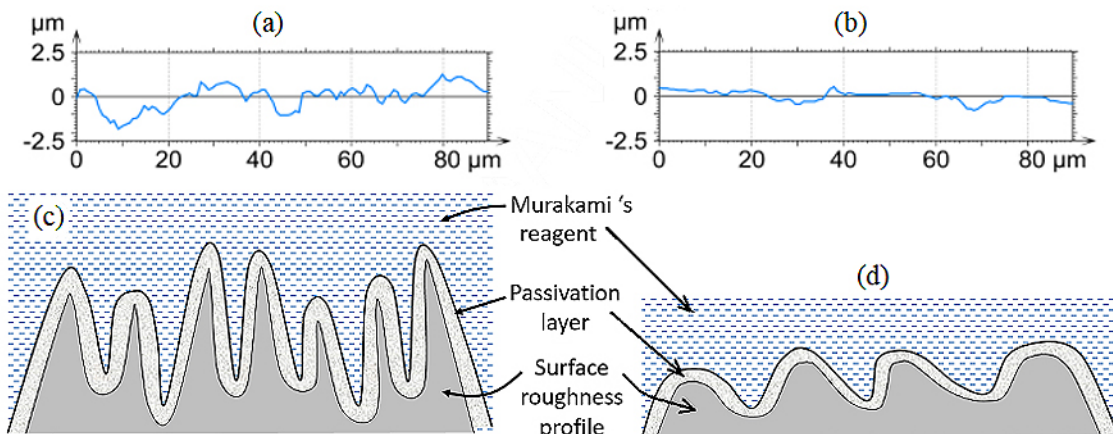 µm
(a)
2.5
0
-2.5
0
20
40
60
80 µm
µm
(b)
2.5
0
-2.5
0
20
40
60
80 µm
(c)
Murakami ‘s
reagent
(d)
Passivation
layer
Surface
roughness
profile